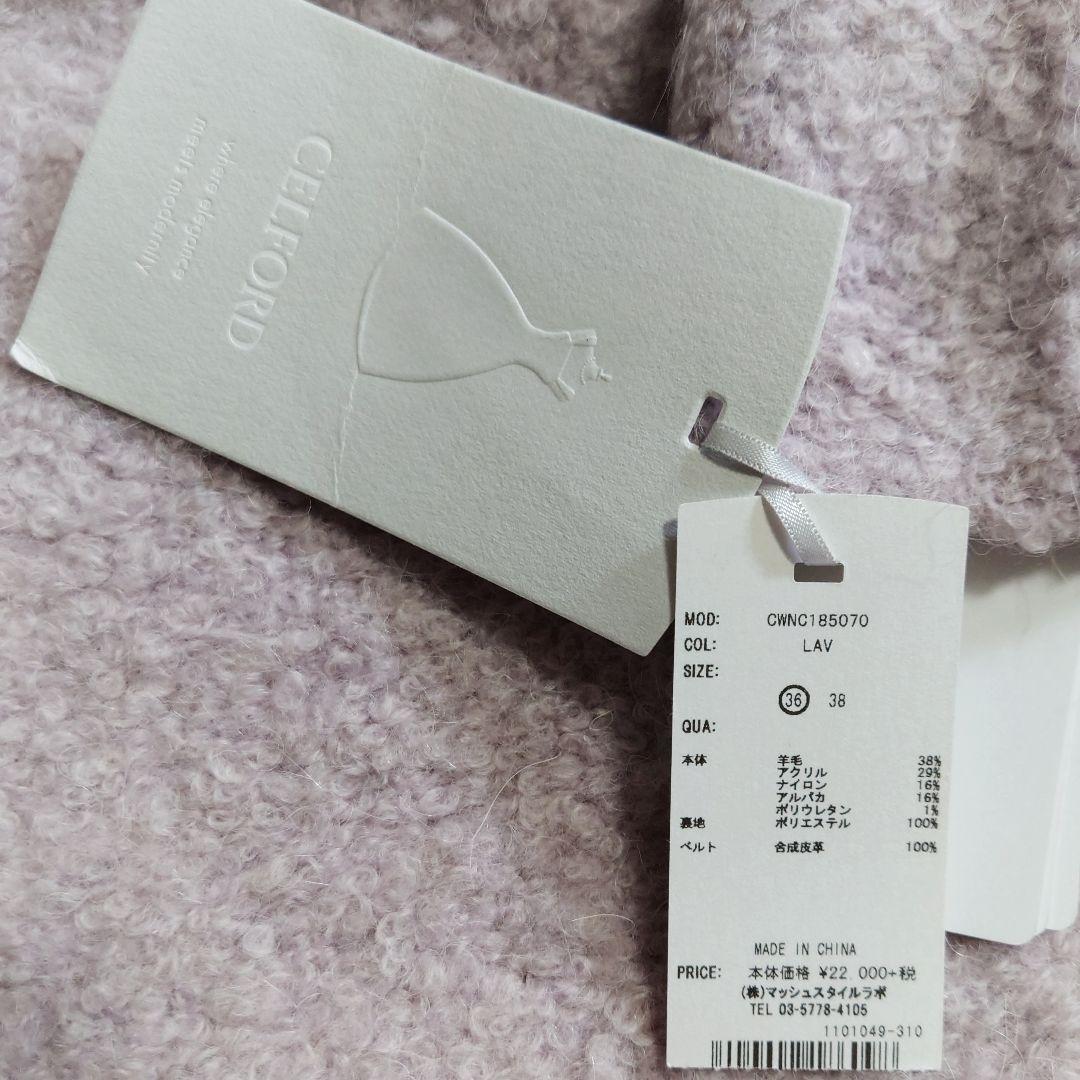 CELFORD
where elegance
meets modernity
MOD: CWNC185070
COL: LAV
SIZE:
36 38
QUA:
本体 羊毛 38%
アクリル 29%
ナイロン 16%
アルパカ 16%
ポリウレタン 1%
裏地 ポリエステル 100%
ベルト 合成皮革 100%
MADE IN CHINA
PRICE: 本体価格 ¥22,000+税
(株)マッシュスタイルラボ
TEL 03-5778-4105
1101049-310